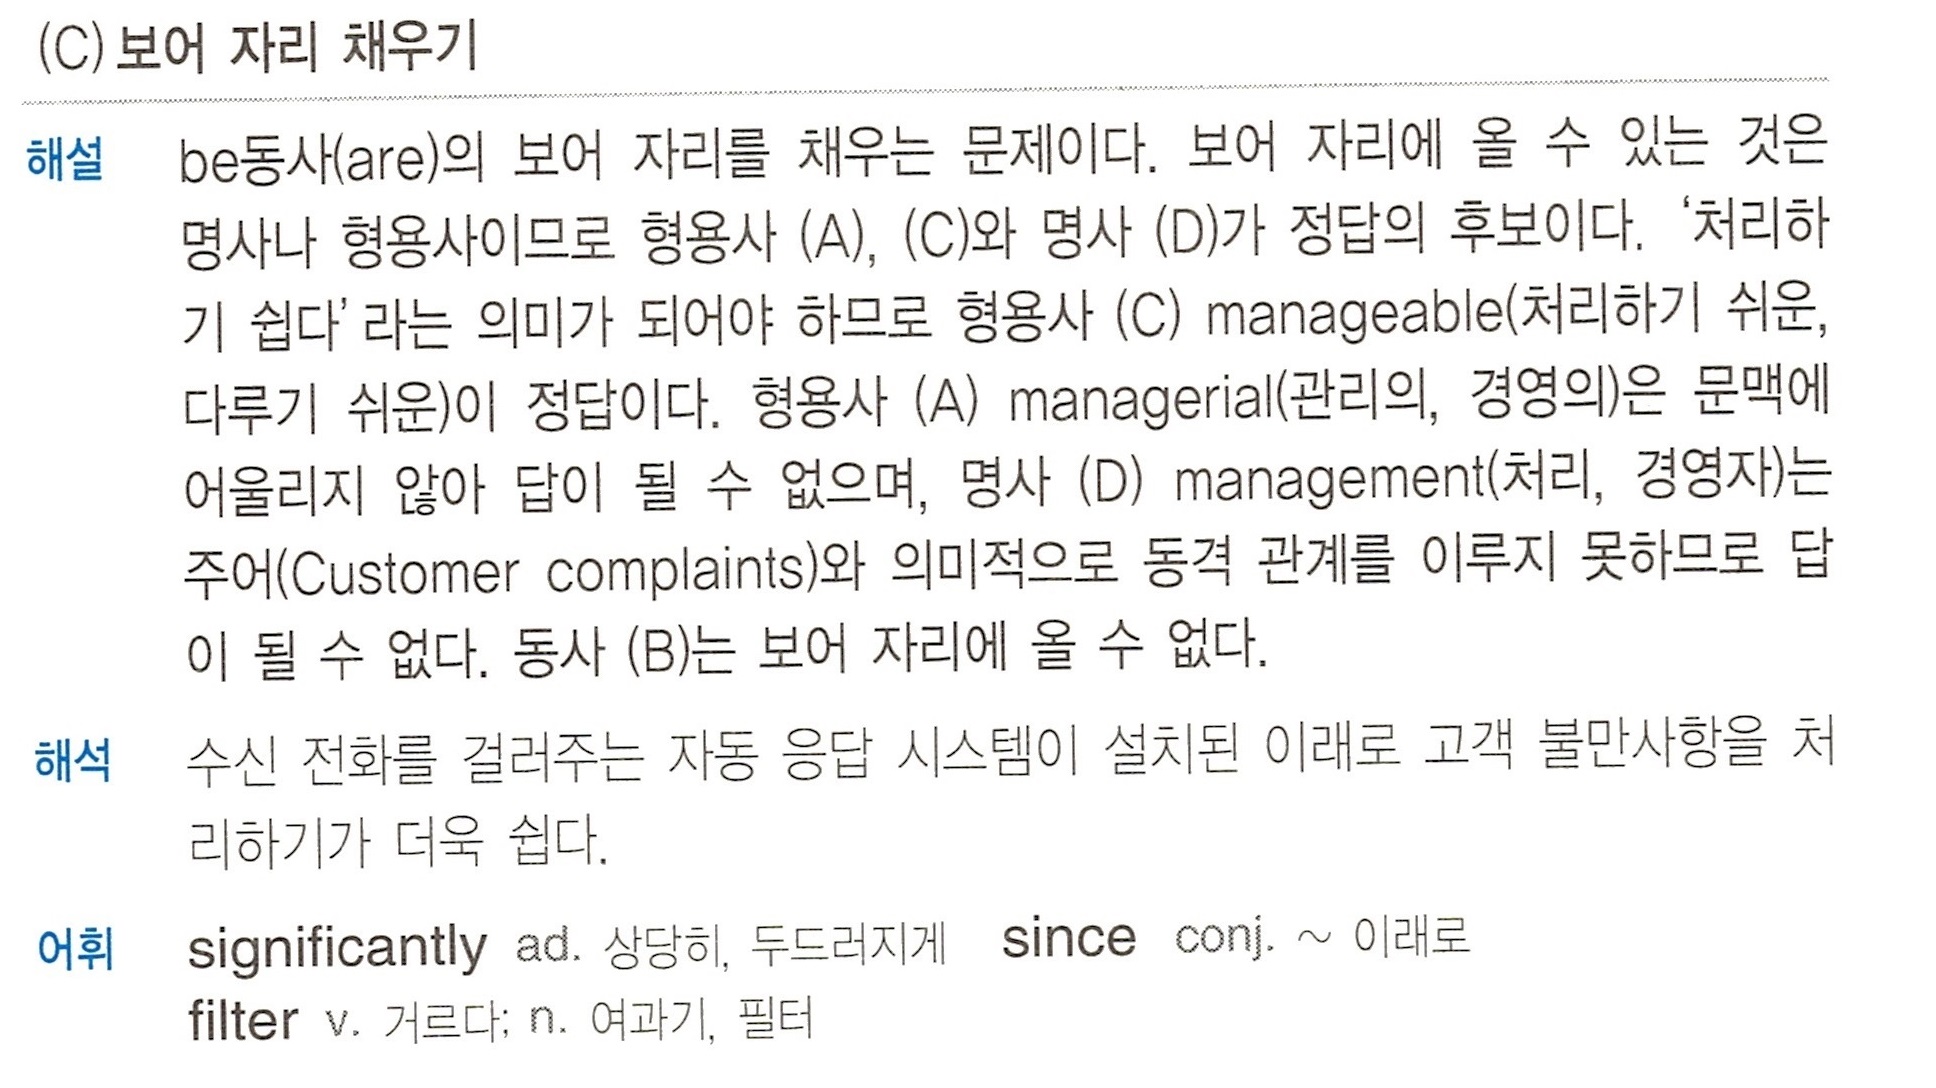 (C) 보어 자리 채우기
해설 be동사(are)의 보어 자리를 채우는 문제이다. 보어 자리에 올 수 있는 것은
명사나 형용사이므로 형용사 (A), (C)와 명사 (D)가 정답의 후보이다. ‘처리하
기 쉽다’라는 의미가 되어야 하므로 형용사 (C) manageable(처리하기 쉬운,
다루기 쉬운)이 정답이다. 형용사 (A) managerial(관리의, 경영의)은 문맥에
어울리지 않아 답이 될 수 없으며, 명사 (D) management(처리, 경영자)는
주어(Customer complaints)와 의미적으로 동격 관계를 이루지 못하므로 답
이 될 수 없다. 동사 (B)는 보어 자리에 올 수 없다.
해석 수신 전화를 걸러주는 자동 응답 시스템이 설치된 이래로 고객 불만사항을 처
리하기가 더욱 쉽다.
어휘 significantly ad. 상당히, 두드러지게 since conj. ~ 이래로
filter v. 거르다; n. 여과기, 필터